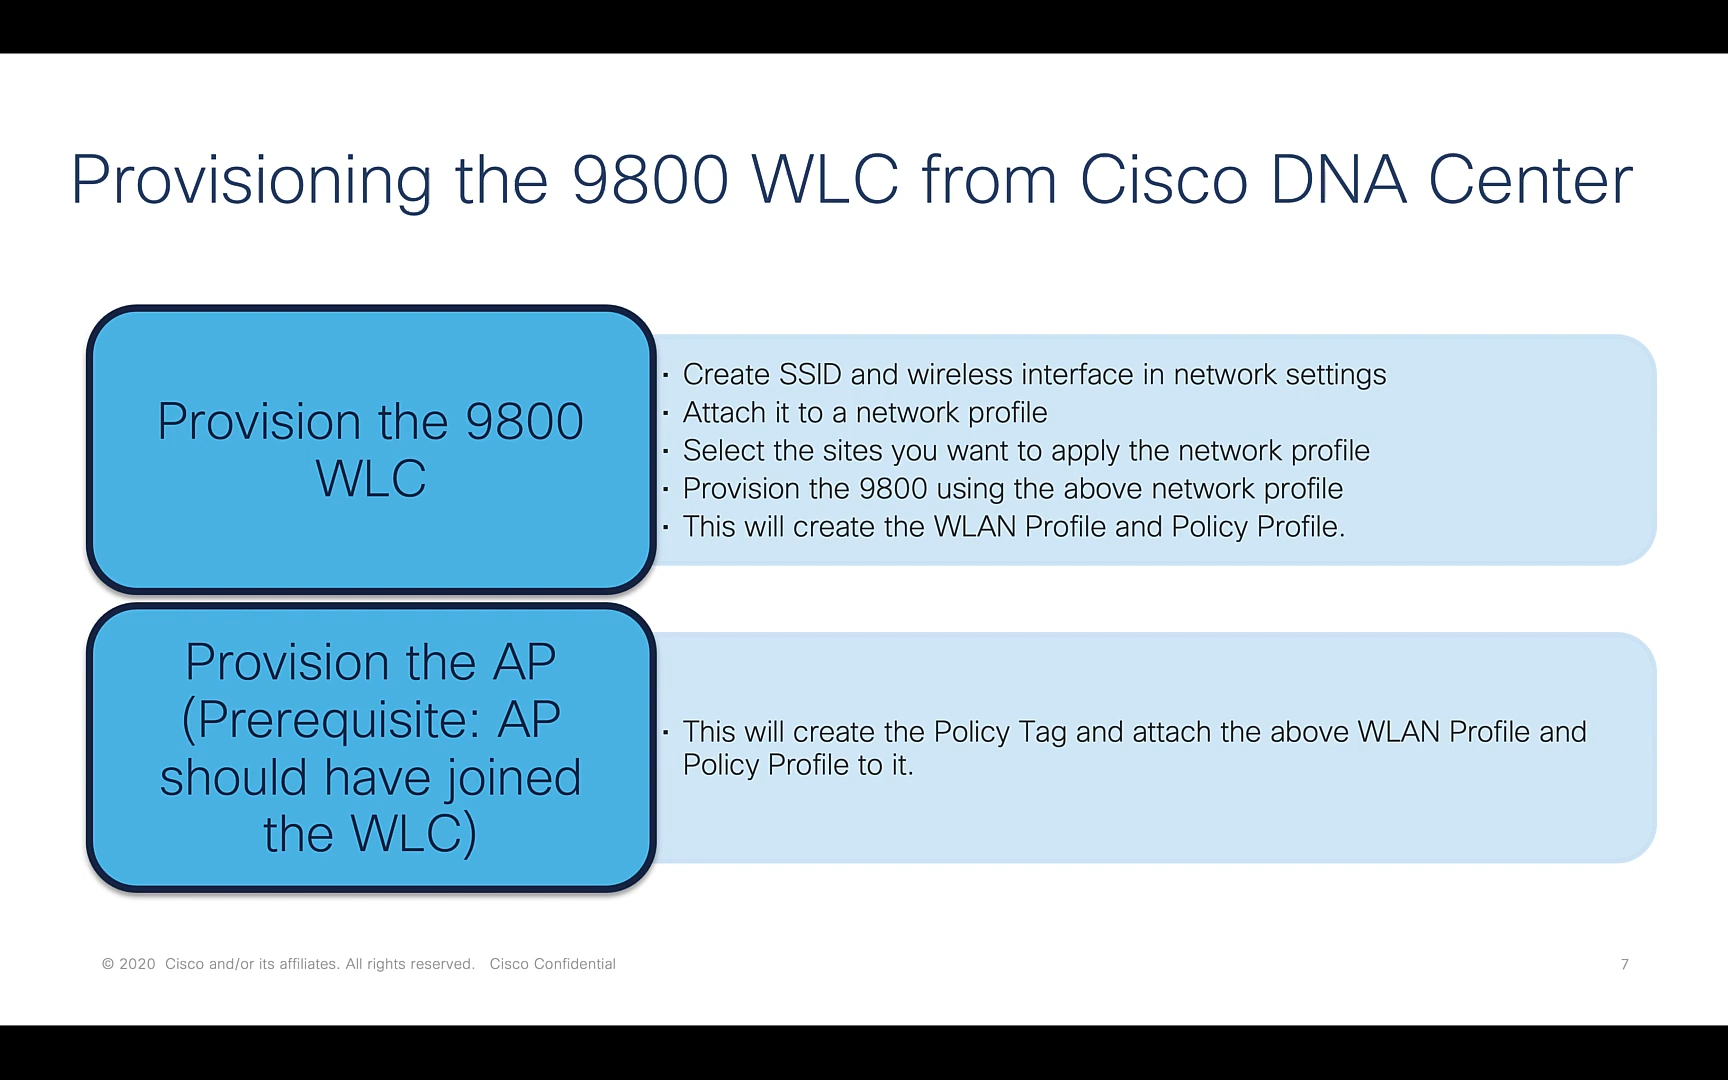 Provisioning the 9800 WLC from Cisco DNA Center
Provision the 9800
WLC
▪ Create SSID and wireless interface in network settings
▪ Attach it to a network profile
▪ Select the sites you want to apply the network profile
▪ Provision the 9800 using the above network profile
▪ This will create the WLAN Profile and Policy Profile.
Provision the AP
(Prerequisite: AP
should have joined
the WLC)
▪ This will create the Policy Tag and attach the above WLAN Profile and
Policy Profile to it.
© 2020 Cisco and/or its affiliates. All rights reserved. Cisco Confidential
7